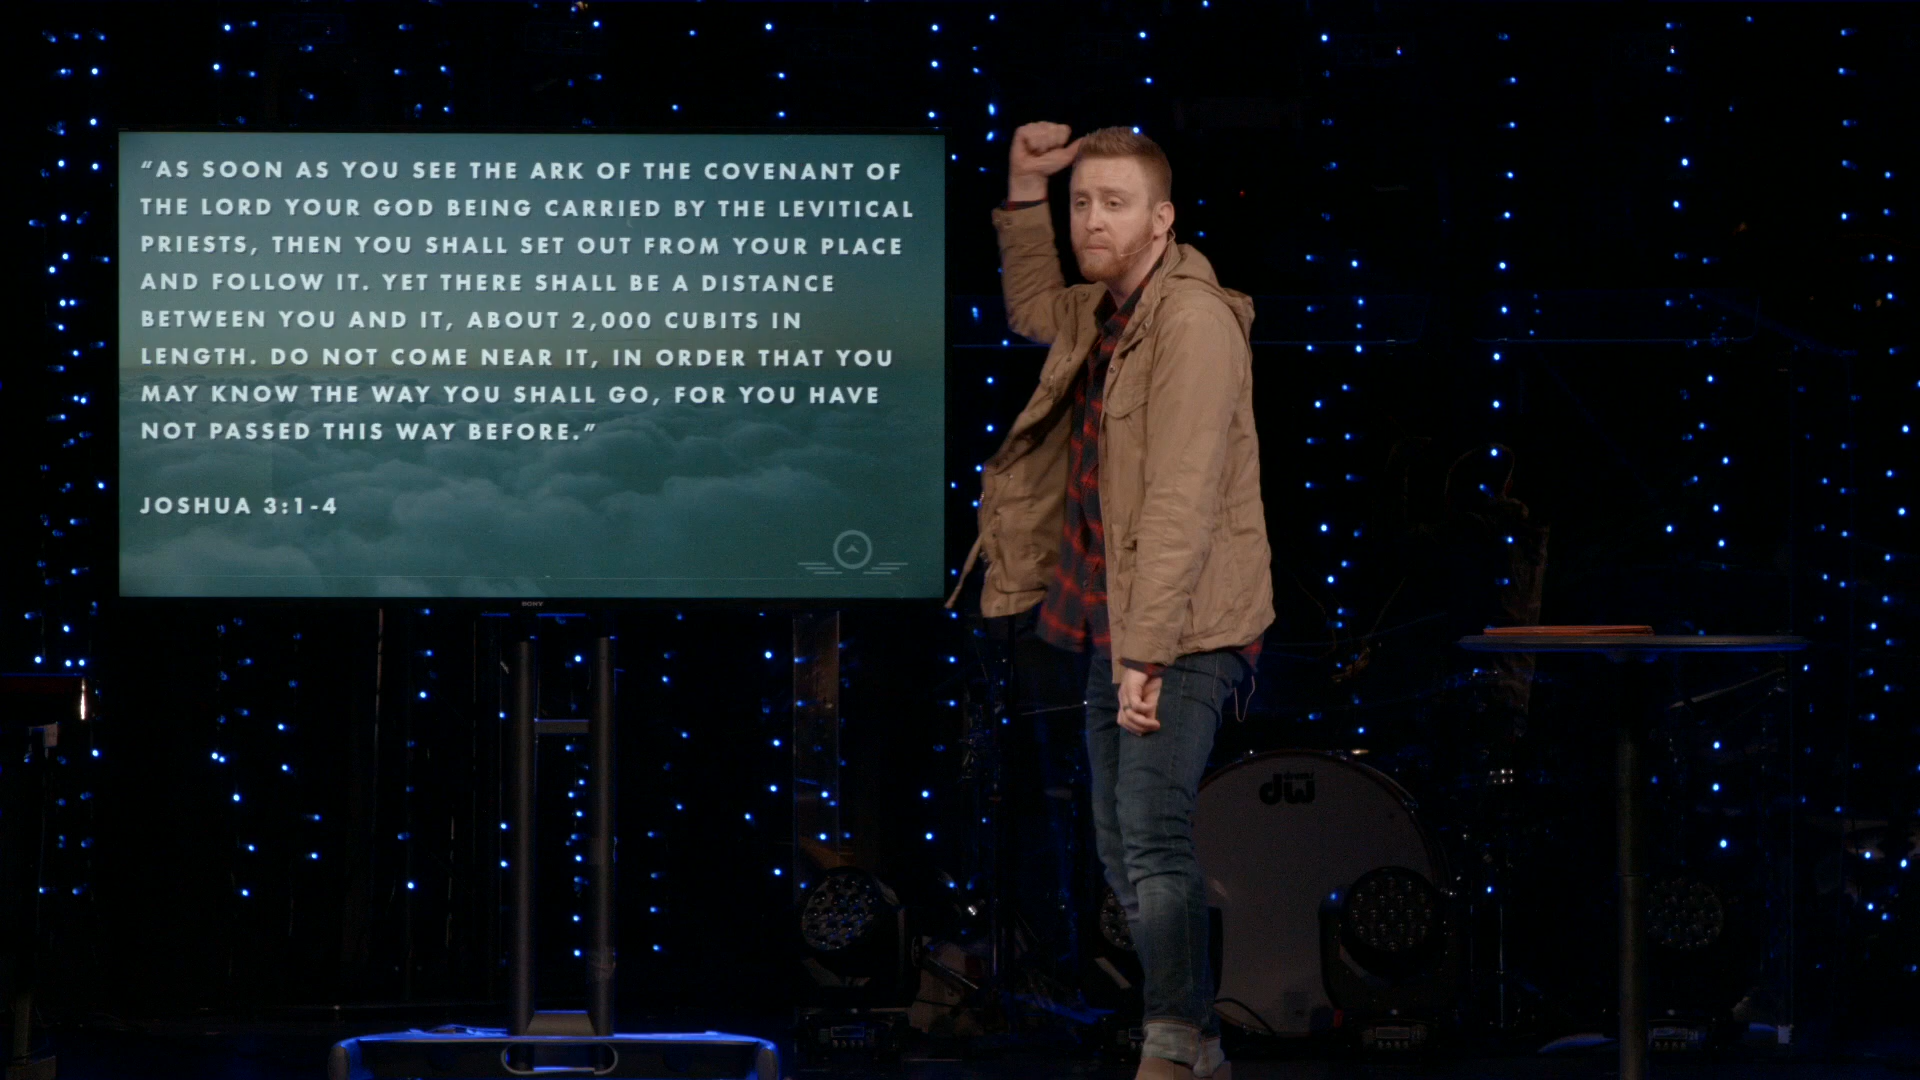 “AS SOON AS YOU SEE THE ARK OF THE COVENANT OF
THE LORD YOUR GOD BEING CARRIED BY THE LEVITICAL
PRIESTS, THEN YOU SHALL SET OUT FROM YOUR PLACE
AND FOLLOW IT. YET THERE SHALL BE A DISTANCE
BETWEEN YOU AND IT, ABOUT 2,000 CUBITS IN
LENGTH. DO NOT COME NEAR IT, IN ORDER THAT YOU
MAY KNOW THE WAY YOU SHALL GO, FOR YOU HAVE
NOT PASSED THIS WAY BEFORE.”
JOSHUA 3:1-4
SONY
dw
drums